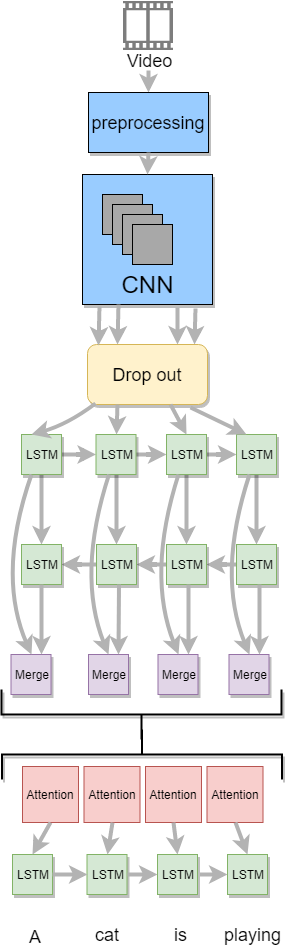 Video
preprocessing
CNN
Drop out
LSTM LSTM LSTM LSTM
LSTM LSTM LSTM LSTM
Merge Merge Merge Merge
Attention Attention Attention Attention
LSTM LSTM LSTM LSTM
A cat is playing